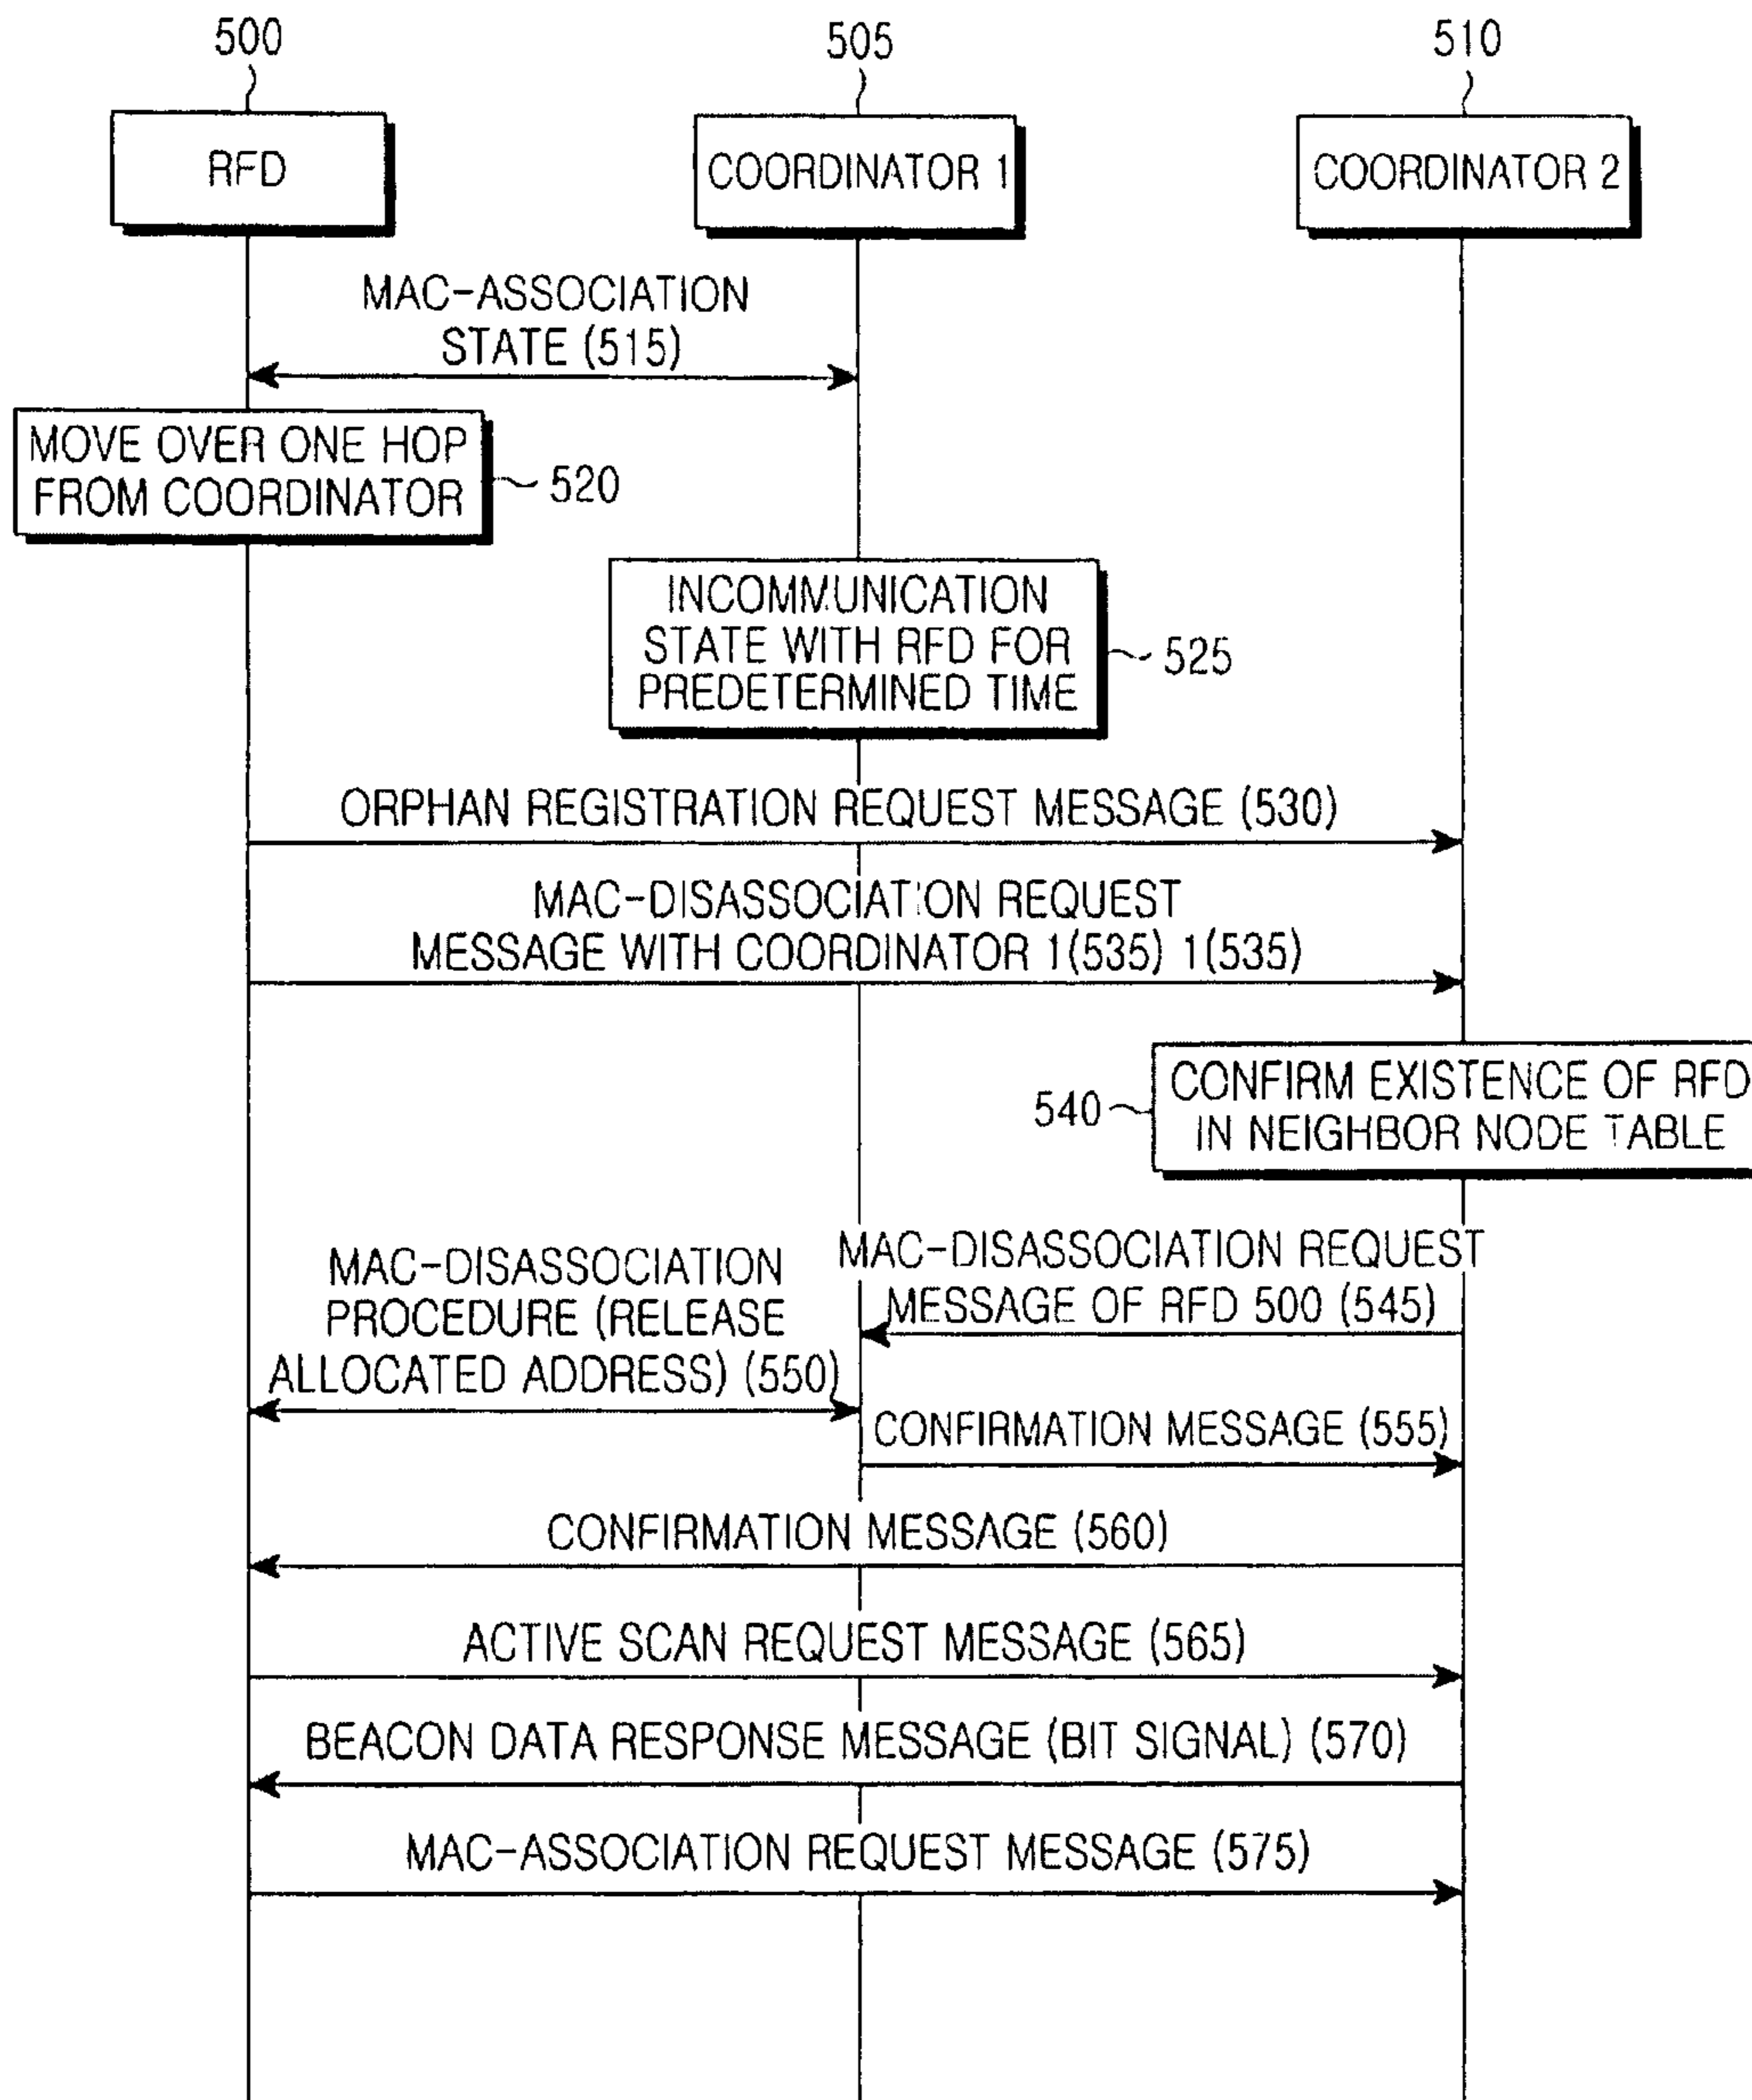 500
505
510
RFD
COORDINATOR 1
COORDINATOR 2
MAC-ASSOCIATION
STATE (515)
MOVE OVER ONE HOP
FROM COORDINATOR
520
INCOMMUNICATION
STATE WITH RFD FOR
PREDETERMINED TIME
525
ORPHAN REGISTRATION REQUEST MESSAGE (530)
MAC-DISASSOCIATION REQUEST
MESSAGE WITH COORDINATOR 1(535) 1(535)
CONFIRM EXISTENCE OF RFD
IN NEIGHBOR NODE TABLE
540
MAC-DISASSOCIATION REQUEST
MESSAGE OF RFD 500 (545)
MAC-DISASSOCIATION
PROCEDURE (RELEASE
ALLOCATED ADDRESS) (550)
CONFIRMATION MESSAGE (555)
CONFIRMATION MESSAGE (560)
ACTIVE SCAN REQUEST MESSAGE (565)
BEACON DATA RESPONSE MESSAGE (BIT SIGNAL) (570)
MAC-ASSOCIATION REQUEST MESSAGE (575)